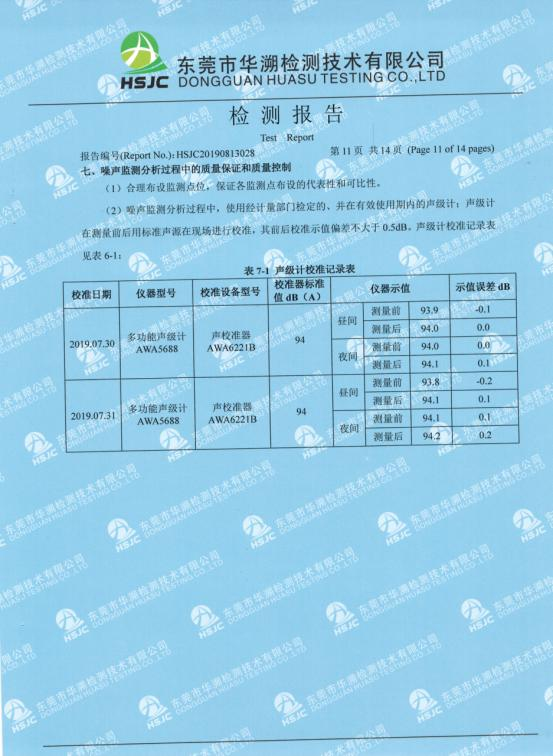 HSJC
东莞市华溯检测技术有限公司
DONGGUAN HUASU TESTING CO.,LTD
检测报告
Test Report
报告编号(Report No.): HSJC20190813028 第11页 共14页 (Page 11 of 14 pages)
七、噪声监测分析过程中的质量保证和质量控制
（1）合理布设监测点位，保证各监测点布设的代表性和可比性。
（2）噪声监测分析过程中，使用经计量部门检定的、并在有效使用期内的声级计；声级计
在测量前后用标准声源在现场进行校准，其前后校准示值偏差不大于 0.5dB。声级计校准记录表
见表 6-1：
表 7-1 声级计校准记录表
校准日期 仪器型号 校准设备型号 校准器标准值 dB（A） 仪器示值 示值误差 dB
2019.07.30 多功能声级计 AWA5688 声校准器 AWA6221B 94 昼间 测量前 93.9 -0.1
测量后 94.0 0.0
夜间 测量前 94.0 0.0
测量后 94.1 0.1
2019.07.31 多功能声级计 AWA5688 声校准器 AWA6221B 94 昼间 测量前 93.8 -0.2
测量后 94.1 0.1
夜间 测量前 94.1 0.1
测量后 94.2 0.2